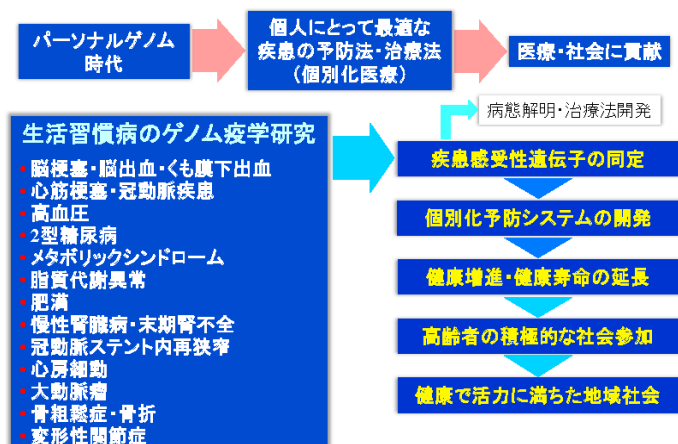 パーソナルゲノム
時代
個人にとって最適な
疾患の予防法・治療法
(個別化医療)
医療・社会に貢献
病態解明・治療法開発
生活習慣病のゲノム疫学研究
・脳梗塞・脳出血・くも膜下出血
・心筋梗塞・冠動脈疾患
・高血圧
・2型糖尿病
・メタボリックシンドローム
・脂質代謝異常
・肥満
・慢性腎臓病・末期腎不全
・冠動脈ステント内再狭窄
・心房細動
・大動脈瘤
・骨粗鬆症・骨折
・変形性関節症
疾患感受性遺伝子の同定
個別化予防システムの開発
健康増進・健康寿命の延長
高齢者の積極的な社会参加
健康で活力に満ちた地域社会